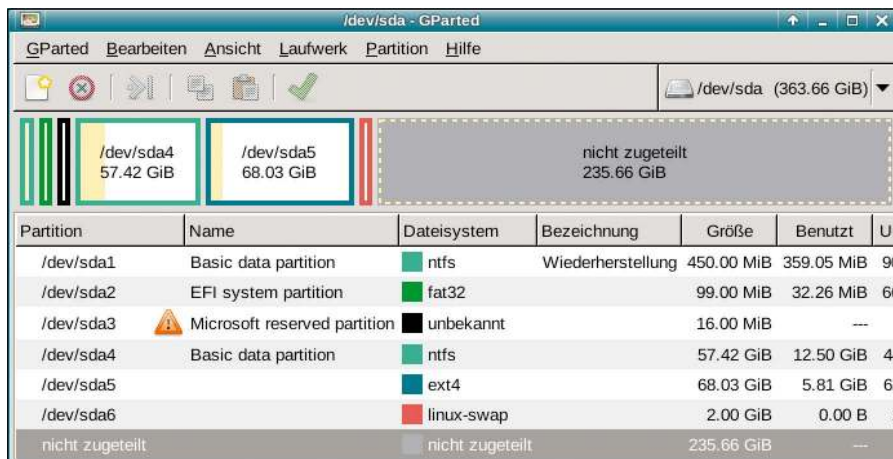 /dev/sda - GParted
GParted Bearbeiten Ansicht Laufwerk Partition Hilfe
/dev/sda (363.66 GiB)
/dev/sda4
57.42 GiB
/dev/sda5
68.03 GiB
nicht zugeteilt
235.66 GiB
Partition Name Dateisystem Bezeichnung Größe Benutzt U
/dev/sda1 Basic data partition ntfs Wiederherstellung 450.00 MiB 359.05 MiB 9
/dev/sda2 EFI system partition fat32 99.00 MiB 32.26 MiB 6
/dev/sda3 Microsoft reserved partition unbekannt 16.00 MiB ---
/dev/sda4 Basic data partition ntfs 57.42 GiB 12.50 GiB 4
/dev/sda5 ext4 68.03 GiB 5.81 GiB 6
/dev/sda6 linux-swap 2.00 GiB 0.00 B
nicht zugeteilt nicht zugeteilt 235.66 GiB ---